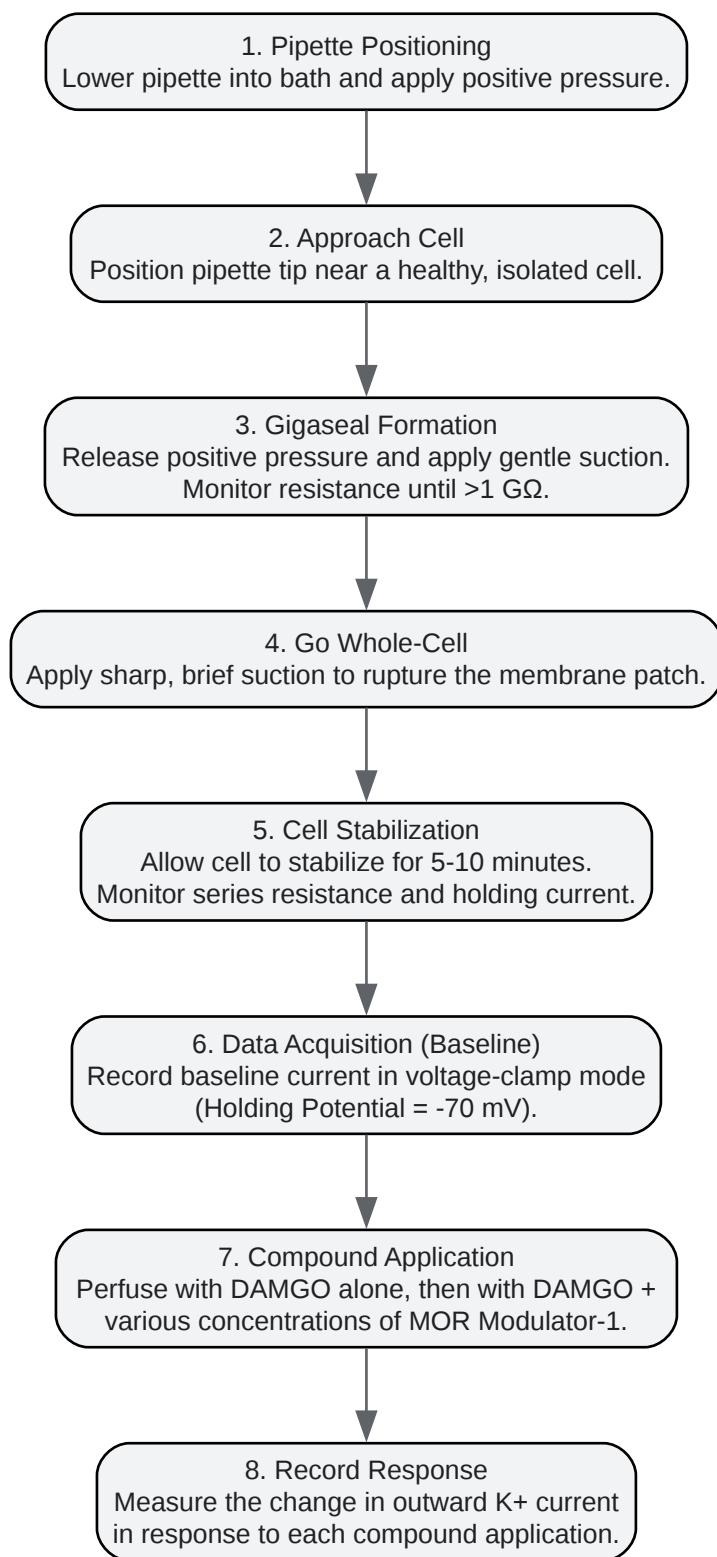 1. Pipette Positioning
Lower pipette into bath and apply positive pressure.
2. Approach Cell
Position pipette tip near a healthy, isolated cell.
3. Gigaseal Formation
Release positive pressure and apply gentle suction.
Monitor resistance until >1 GΩ.
4. Go Whole-Cell
Apply sharp, brief suction to rupture the membrane patch.
5. Cell Stabilization
Allow cell to stabilize for 5-10 minutes.
Monitor series resistance and holding current.
6. Data Acquisition (Baseline)
Record baseline current in voltage-clamp mode
(Holding Potential = -70 mV).
7. Compound Application
Perfuse with DAMGO alone, then with DAMGO +
various concentrations of MOR Modulator-1.
8. Record Response
Measure the change in outward K+ current
in response to each compound application.